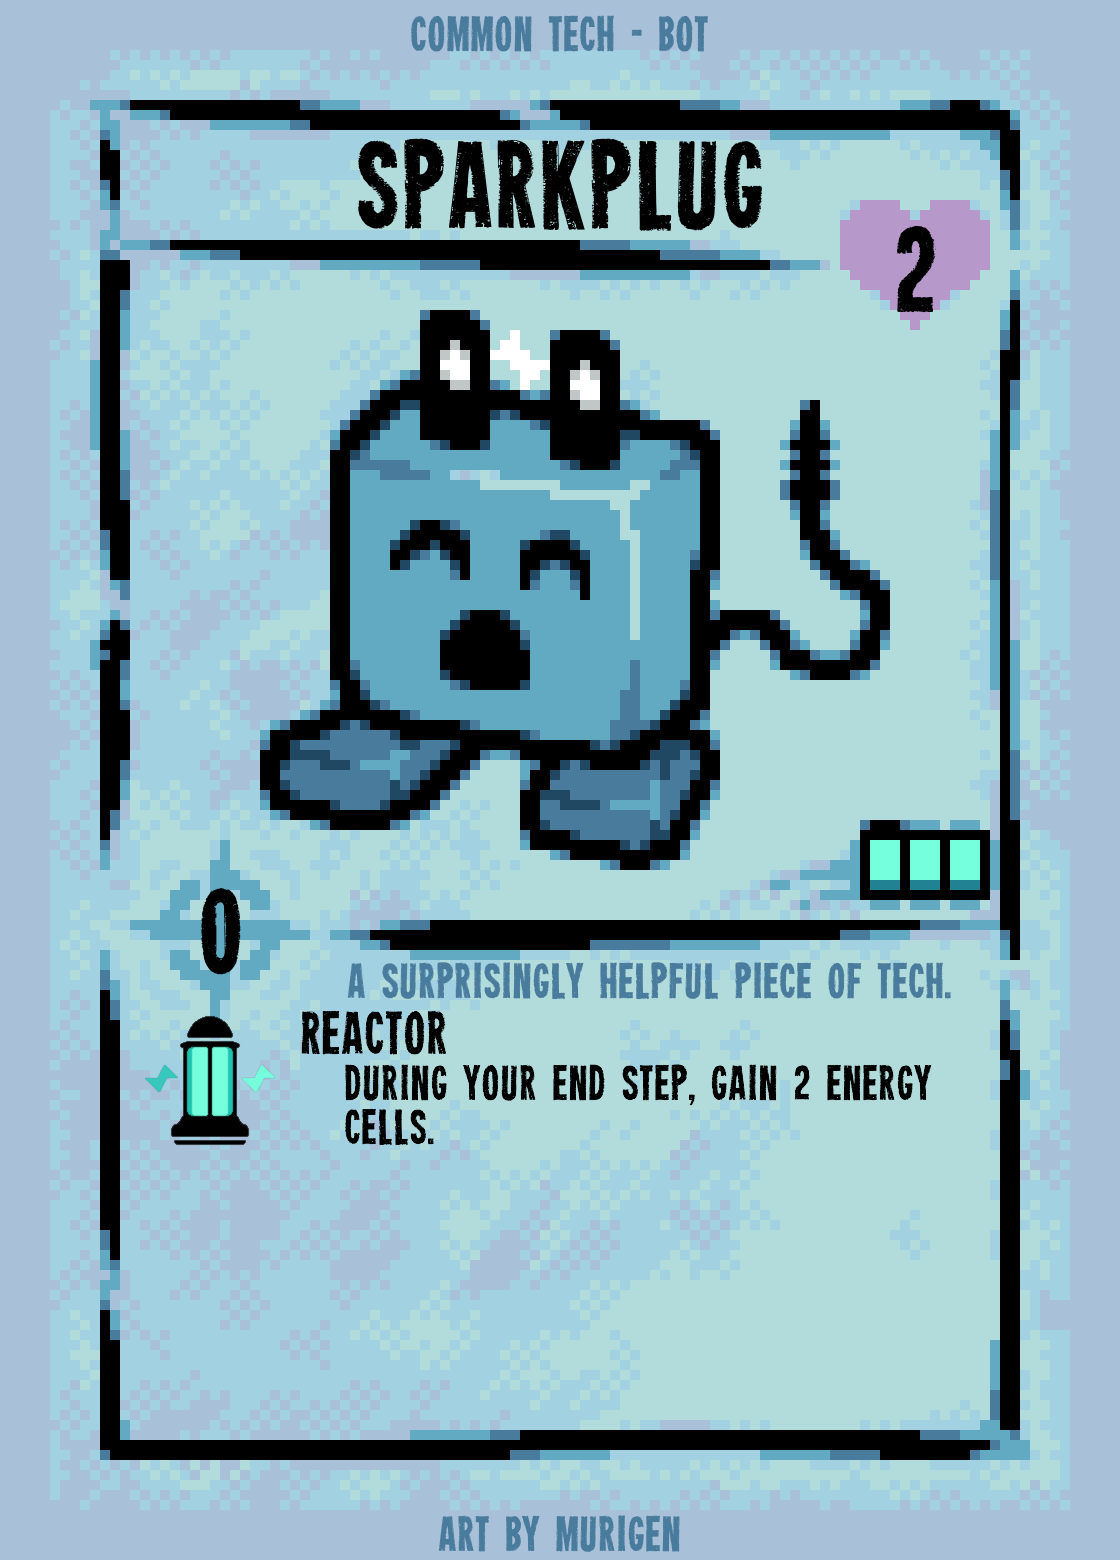 COMMON TECH - BOT
SPARKPLUG
2
0
A SURPRISINGLY HELPFUL PIECE OF TECH.
REACTOR
DURING YOUR END STEP, GAIN 2 ENERGY
CELLS.
ART BY MURIGEN